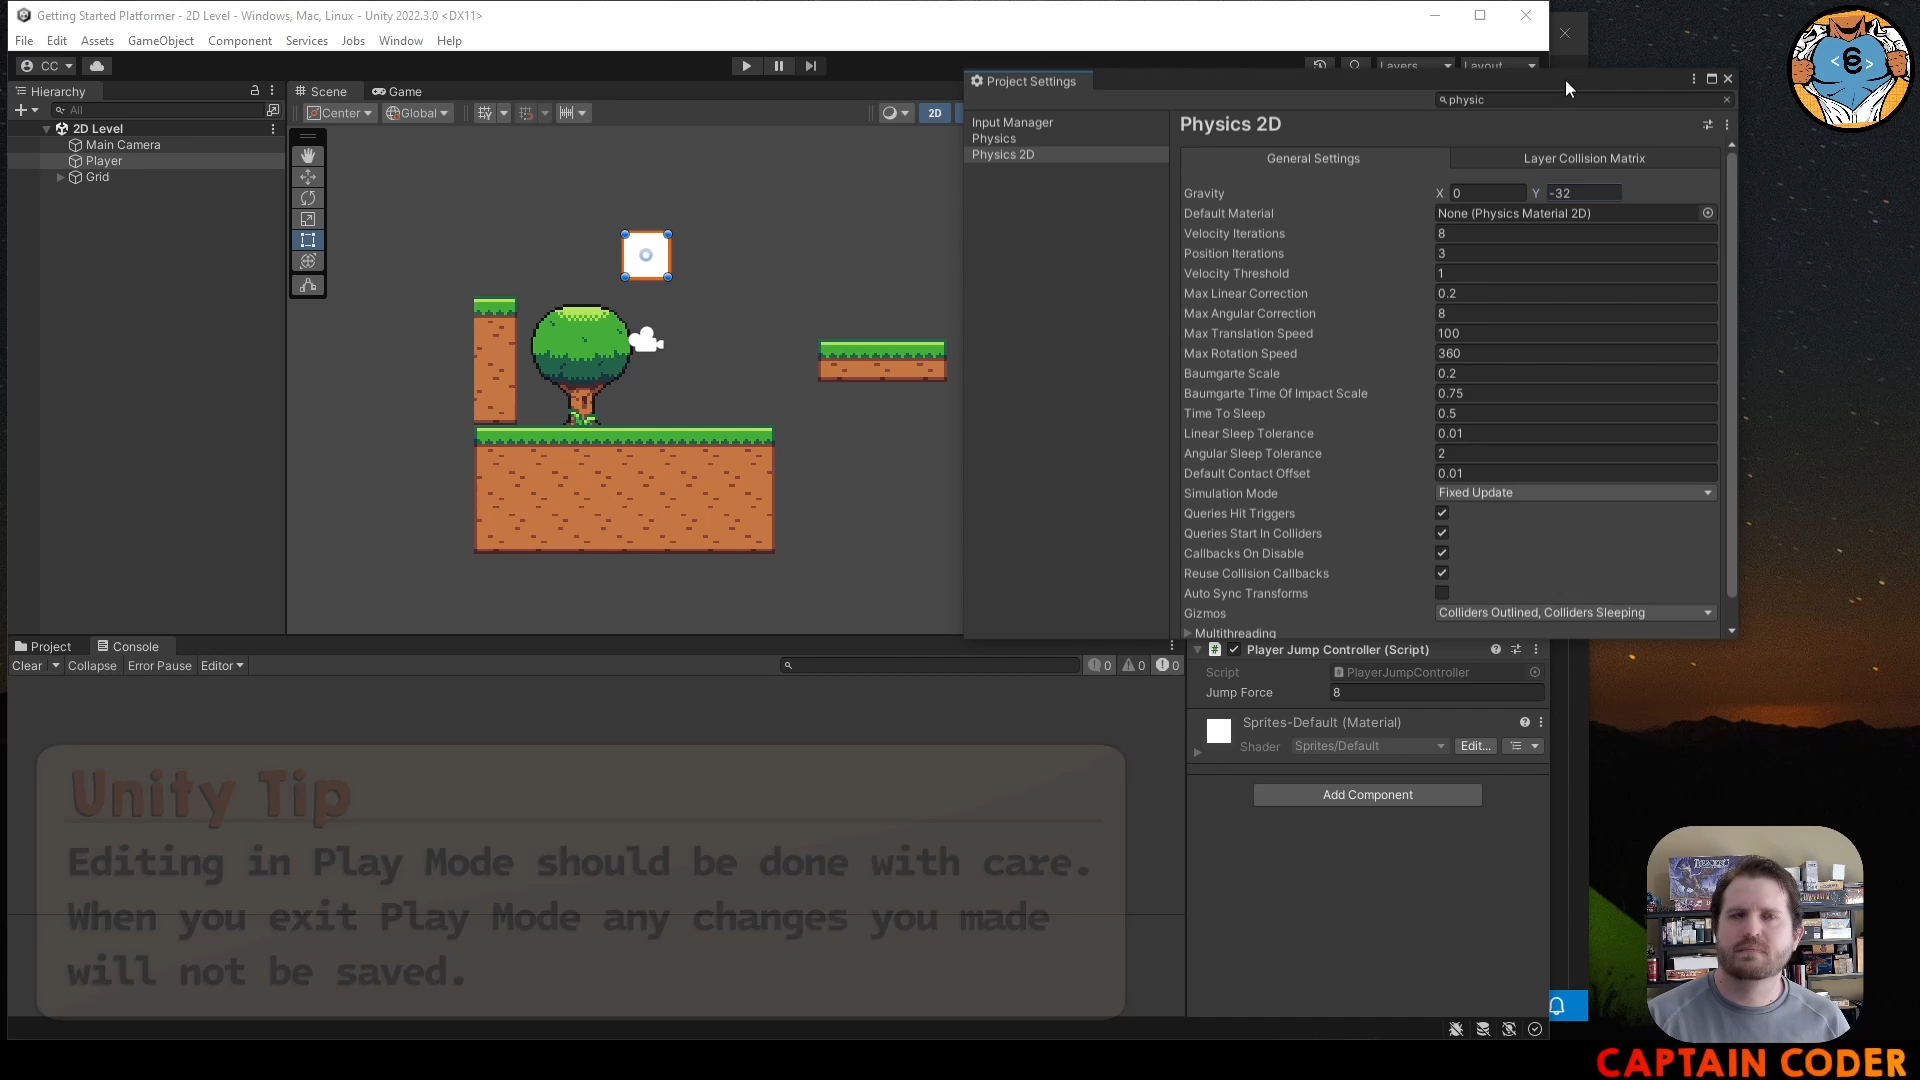 Getting Started Platformer - 2D Level - Windows, Mac, Linux - Unity 2022.3.0 <DX11>
File Edit Assets GameObject Component Services Jobs Window Help
CC
Layers Layout
Hierarchy
All
2D Level
Main Camera
Player
Grid
Scene Game
Center Global 2D
Project Settings
physic
Input Manager
Physics
Physics 2D
Physics 2D
General Settings Layer Collision Matrix
Gravity X 0 Y -32
Default Material None (Physics Material 2D)
Velocity Iterations 8
Position Iterations 3
Velocity Threshold 1
Max Linear Correction 0.2
Max Angular Correction 8
Max Translation Speed 100
Max Rotation Speed 360
Baumgarte Scale 0.2
Baumgarte Time Of Impact Scale 0.75
Time To Sleep 0.5
Linear Sleep Tolerance 0.01
Angular Sleep Tolerance 2
Default Contact Offset 0.01
Simulation Mode Fixed Update
Queries Hit Triggers
Queries Start In Colliders
Callbacks On Disable
Reuse Collision Callbacks
Auto Sync Transforms
Gizmos Colliders Outlined, Colliders Sleeping
Multithreading
Project Console
Clear Collapse Error Pause Editor
0 0 0
# Player Jump Controller (Script)
Script PlayerJumpController
Jump Force 8
Sprites-Default (Material)
Shader Sprites/Default Edit...
Add Component
Unity Tip
Editing in Play Mode should be done with care.
When you exit Play Mode any changes you made
will not be saved.
CAPTAIN CODER